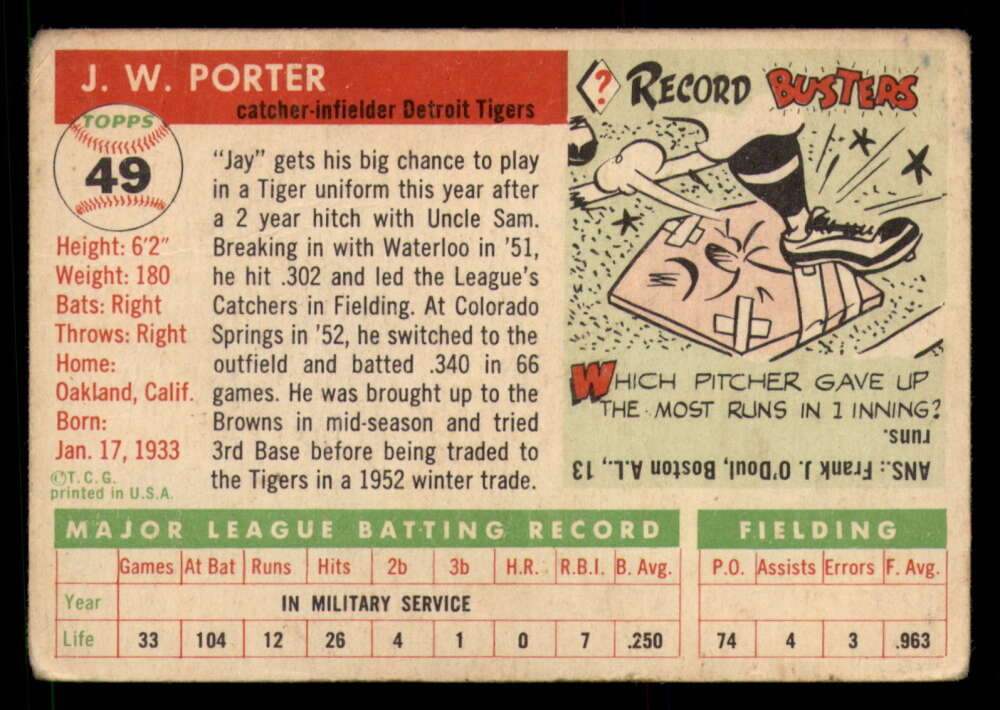 J. W. PORTER
catcher-infielder Detroit Tigers
TOPPS
49
Height: 6'2"
Weight: 180
Bats: Right
Throws: Right
Home:
Oakland, Calif.
Born:
Jan. 17, 1933
©T. C. G.
printed in U.S.A.
"Jay" gets his big chance to play
in a Tiger uniform this year after
a 2 year hitch with Uncle Sam.
Breaking in with Waterloo in '51,
he hit .302 and led the League's
Catchers in Fielding. At Colorado
Springs in '52, he switched to the
outfield and batted .340 in 66
games. He was brought up to the
Browns in mid-season and tried
3rd Base before being traded to
the Tigers in a 1952 winter trade.
? RECORD BUSTERS
WHICH PITCHER GAVE UP
THE MOST RUNS IN 1 INNING?
ANS.: Frank J. O'Doul, Boston A.L., 13
runs.
MAJOR LEAGUE BATTING RECORD
Games At Bat Runs Hits 2b 3b H.R. R.B.I. B. Avg.
Year IN MILITARY SERVICE
Life 33 104 12 26 4 1 0 7 .250
FIELDING
P.O. Assists Errors F. Avg.
74 4 3 .963